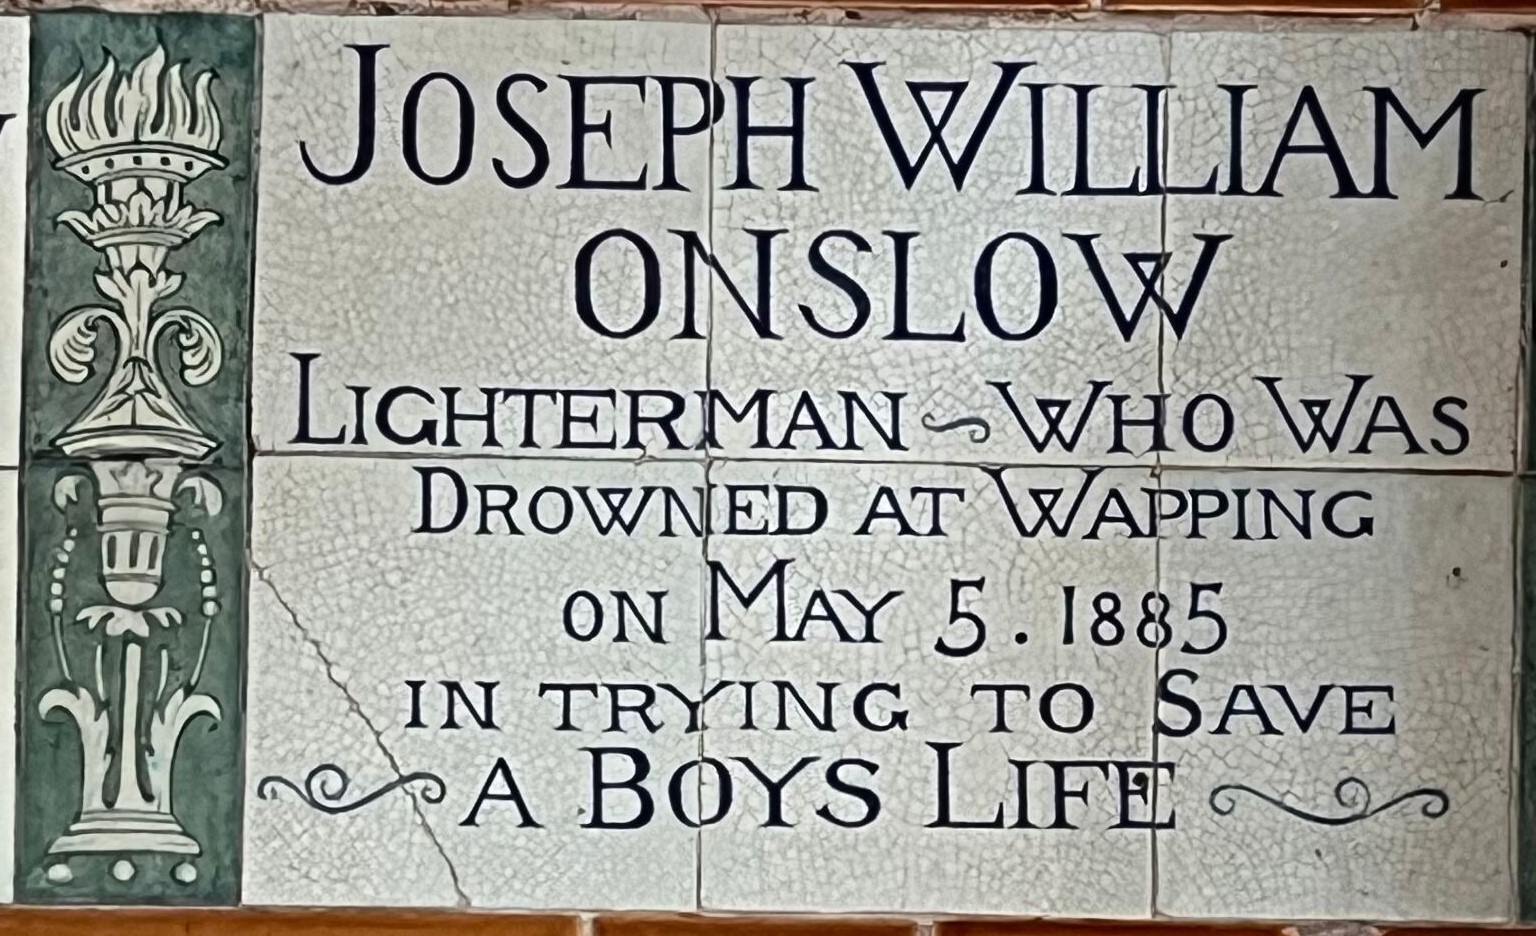 JOSEPH WILLIAM
ONSLOW
LIGHTERMAN ~ WHO WAS
DROWNED AT WAPPING
ON MAY 5. 1885
IN TRYING TO SAVE
A BOYS LIFE